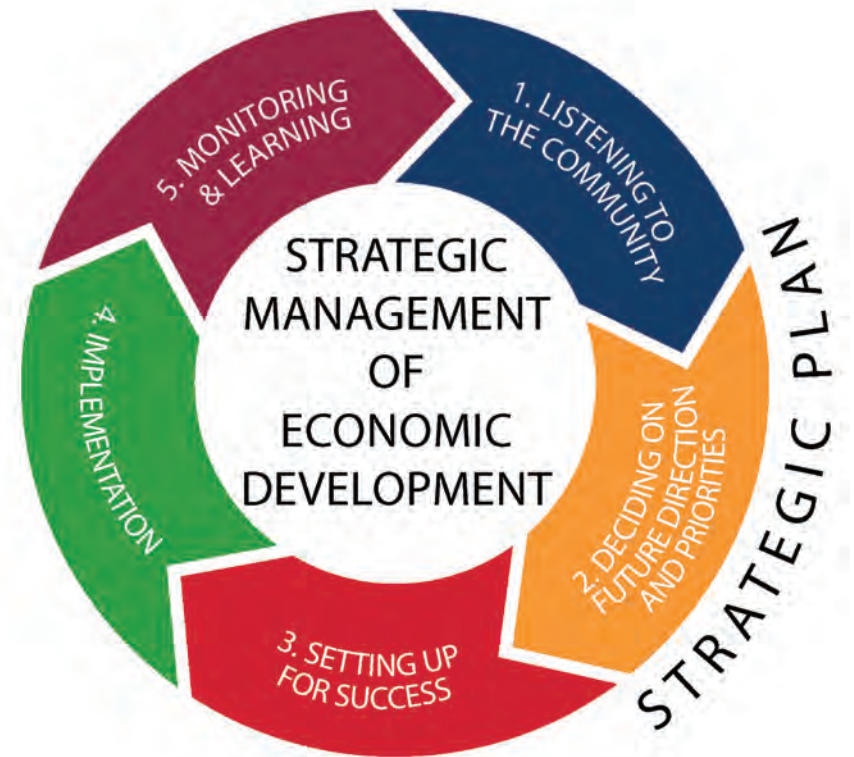 1. LISTENING TO
THE COMMUNITY
2. DECIDING ON
FUTURE DIRECTION
AND PRIORITIES
3. SETTING UP
FOR SUCCESS
4. IMPLEMENTATION
5. MONITORING
& LEARNING
STRATEGIC
MANAGEMENT
OF
ECONOMIC
DEVELOPMENT
STRATEGIC PLAN